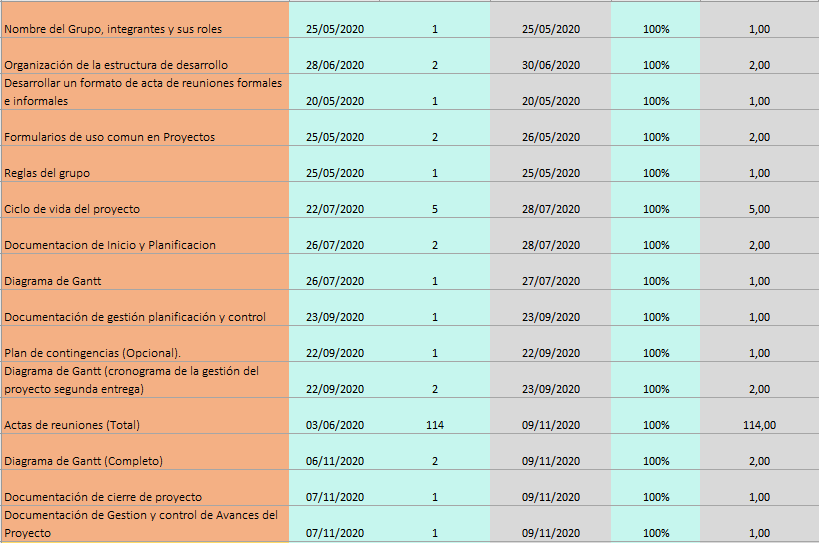 Nombre del Grupo, integrantes y sus roles 25/05/2020 1 25/05/2020 100% 1,00
Organización de la estructura de desarrollo 28/06/2020 2 30/06/2020 100% 2,00
Desarrollar un formato de acta de reuniones formales
e informales 20/05/2020 1 20/05/2020 100% 1,00
Formularios de uso comun en Proyectos 25/05/2020 2 26/05/2020 100% 2,00
Reglas del grupo 25/05/2020 1 25/05/2020 100% 1,00
Ciclo de vida del proyecto 22/07/2020 5 28/07/2020 100% 5,00
Documentacion de Inicio y Planificacion 26/07/2020 2 28/07/2020 100% 2,00
Diagrama de Gantt 26/07/2020 1 27/07/2020 100% 1,00
Documentación de gestión planificación y control 23/09/2020 1 23/09/2020 100% 1,00
Plan de contingencias (Opcional). 22/09/2020 1 22/09/2020 100% 1,00
Diagrama de Gantt (cronograma de la gestión del
proyecto segunda entrega) 22/09/2020 2 23/09/2020 100% 2,00
Actas de reuniones (Total) 03/06/2020 114 09/11/2020 100% 114,00
Diagrama de Gantt (Completo) 06/11/2020 2 09/11/2020 100% 2,00
Documentación de cierre de proyecto 07/11/2020 1 09/11/2020 100% 1,00
Documentación de Gestion y control de Avances del
Proyecto 07/11/2020 1 09/11/2020 100% 1,00